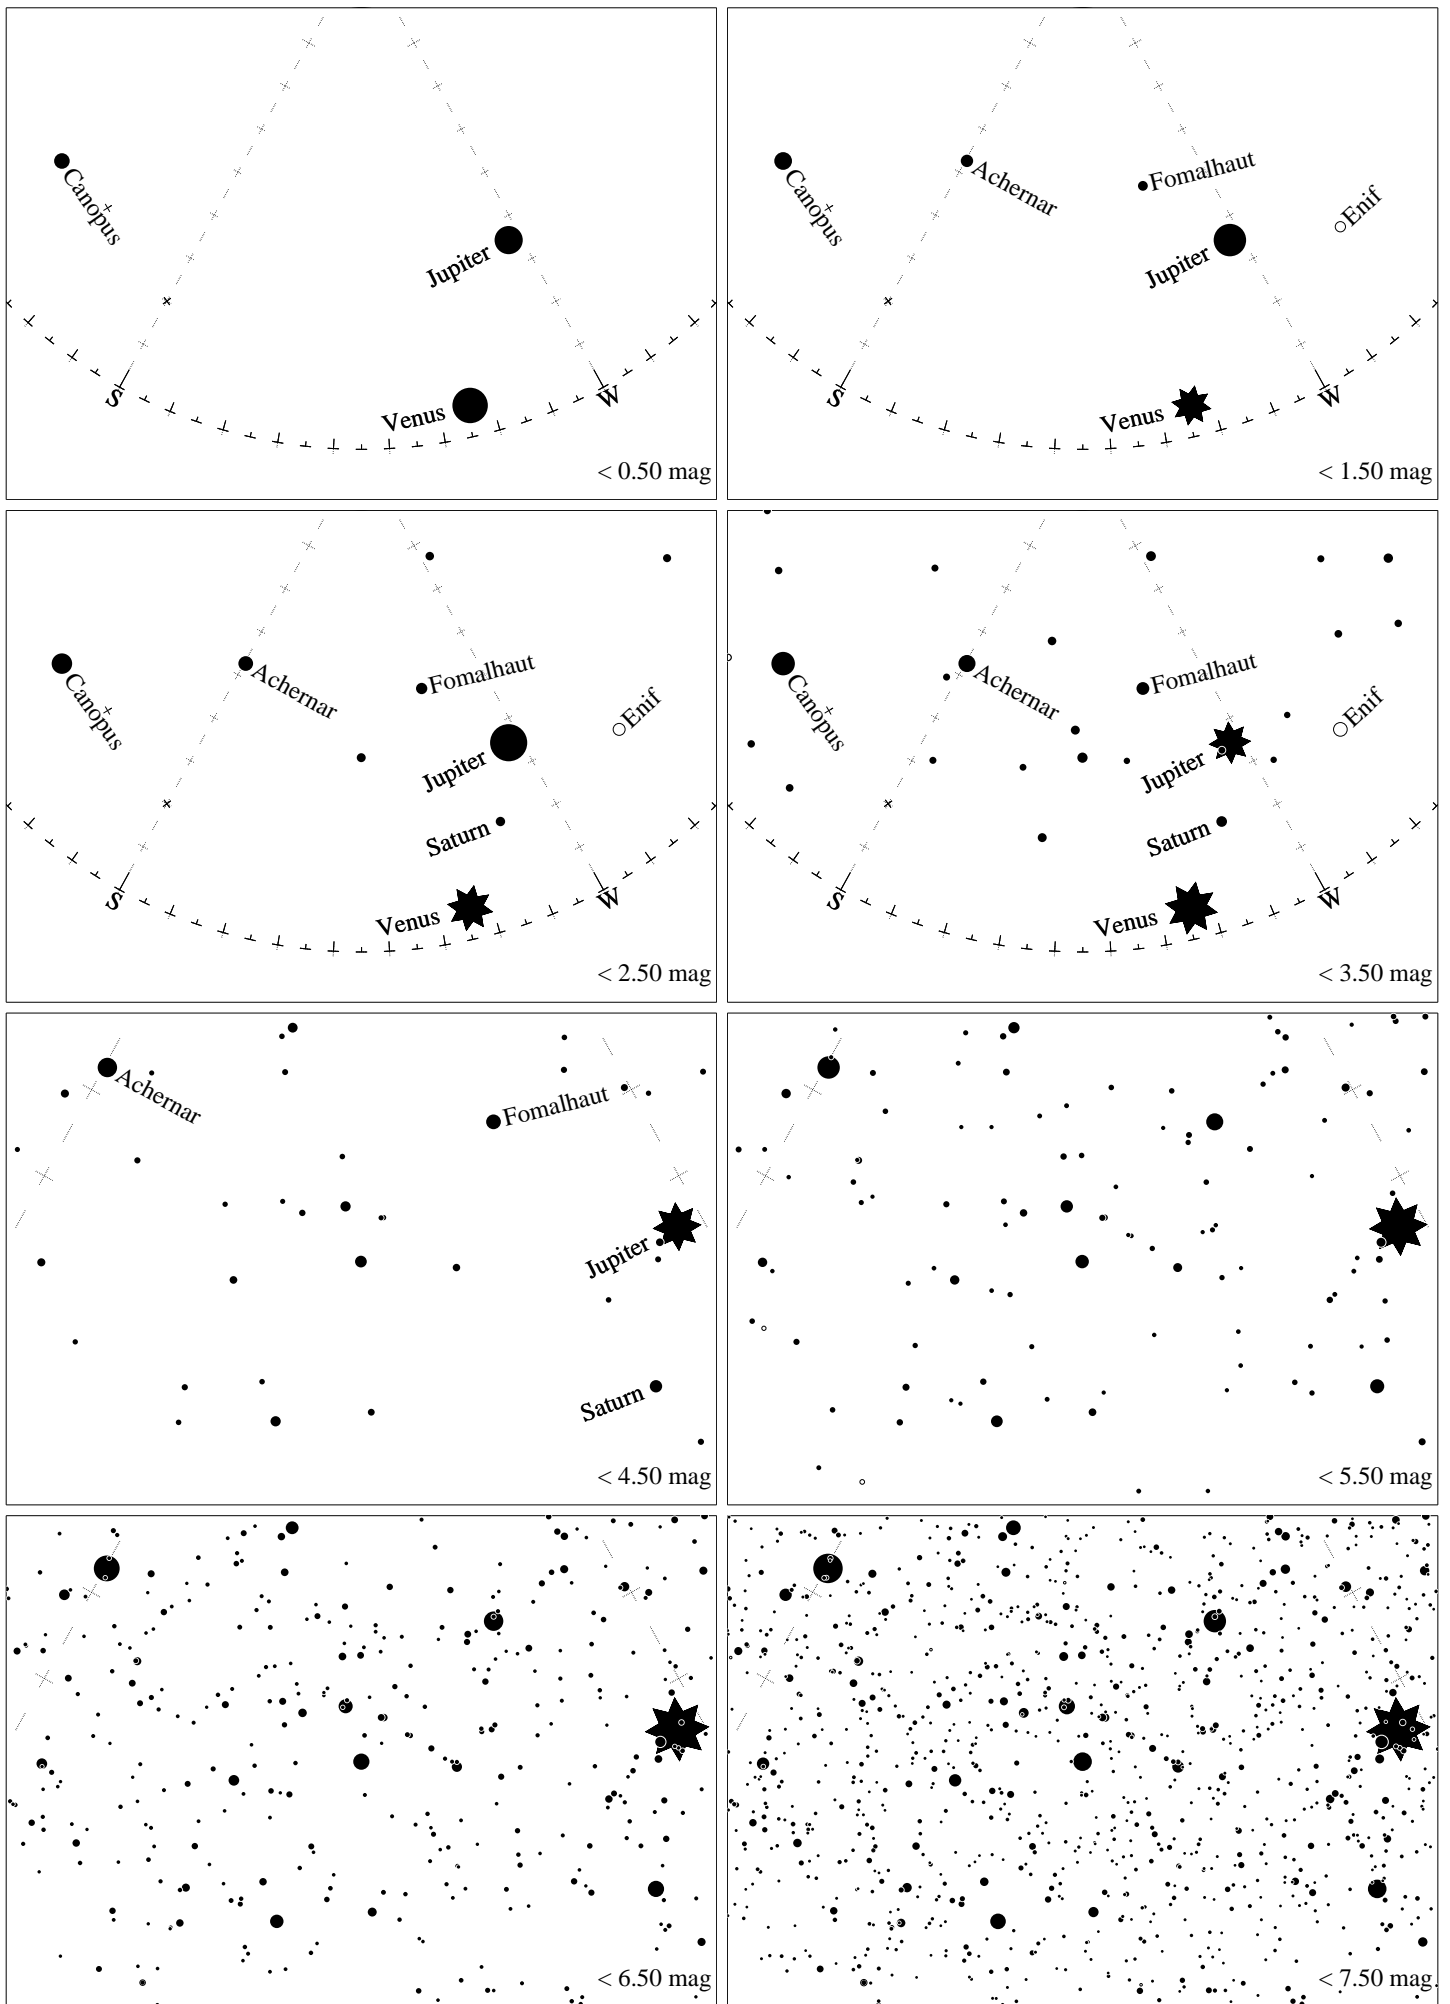 Canopus
Jupiter
Venus
S
W
< 0.50 mag
Canopus
Achernar
Fomalhaut
Enif
Jupiter
Venus
S
W
< 1.50 mag
Canopus
Achernar
Fomalhaut
Enif
Jupiter
Saturn
Venus
S
W
< 2.50 mag
Canopus
Achernar
Fomalhaut
Enif
Jupiter
Saturn
Venus
S
W
< 3.50 mag
Achernar
Fomalhaut
Jupiter
Saturn
< 4.50 mag
< 5.50 mag
< 6.50 mag
< 7.50 mag